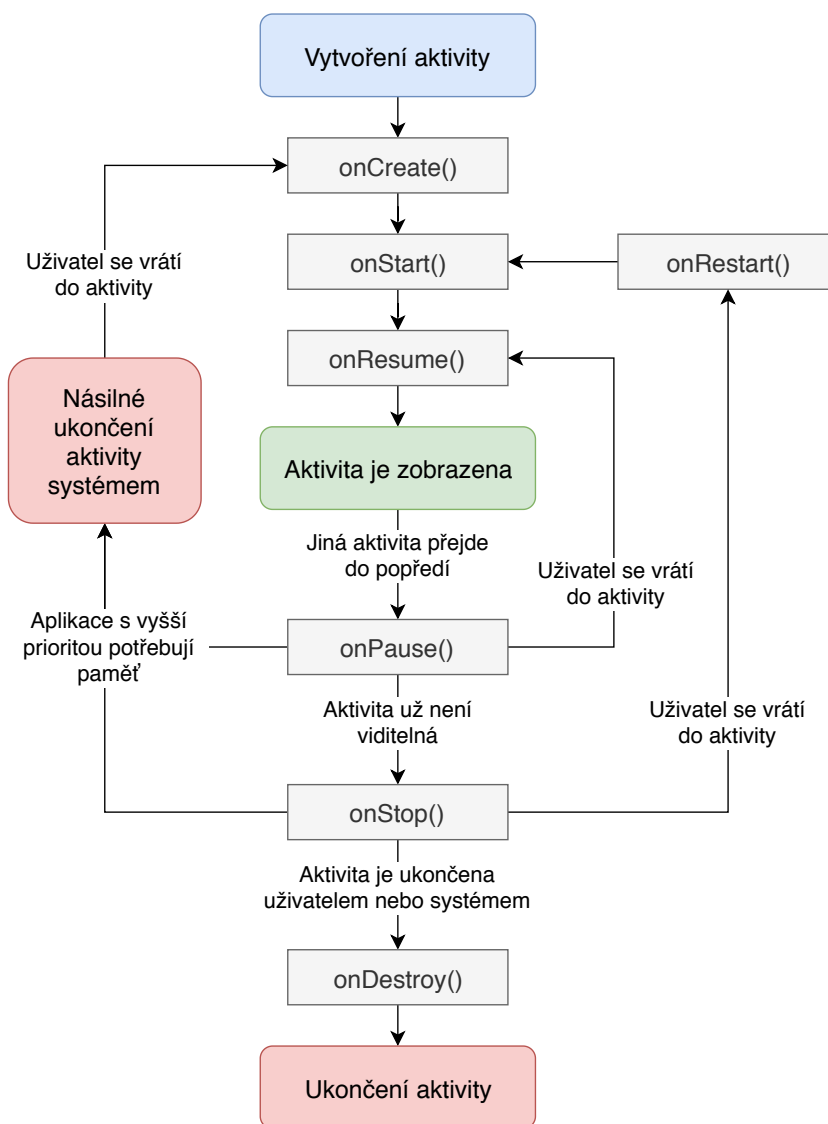 Vytvoření aktivity
onCreate()
Uživatel se vrátí
do aktivity
onStart()
onRestart()
onResume()
Násilné
ukončení
aktivity
systémem
Aktivita je zobrazena
Jiná aktivita přejde
do popředí
Uživatel se vrátí
do aktivity
Aplikace s vyšší
prioritou potřebují
paměť
onPause()
Aktivita už není
viditelná
Uživatel se vrátí
do aktivity
onStop()
Aktivita je ukončena
uživatelem nebo systémem
onDestroy()
Ukončení aktivity